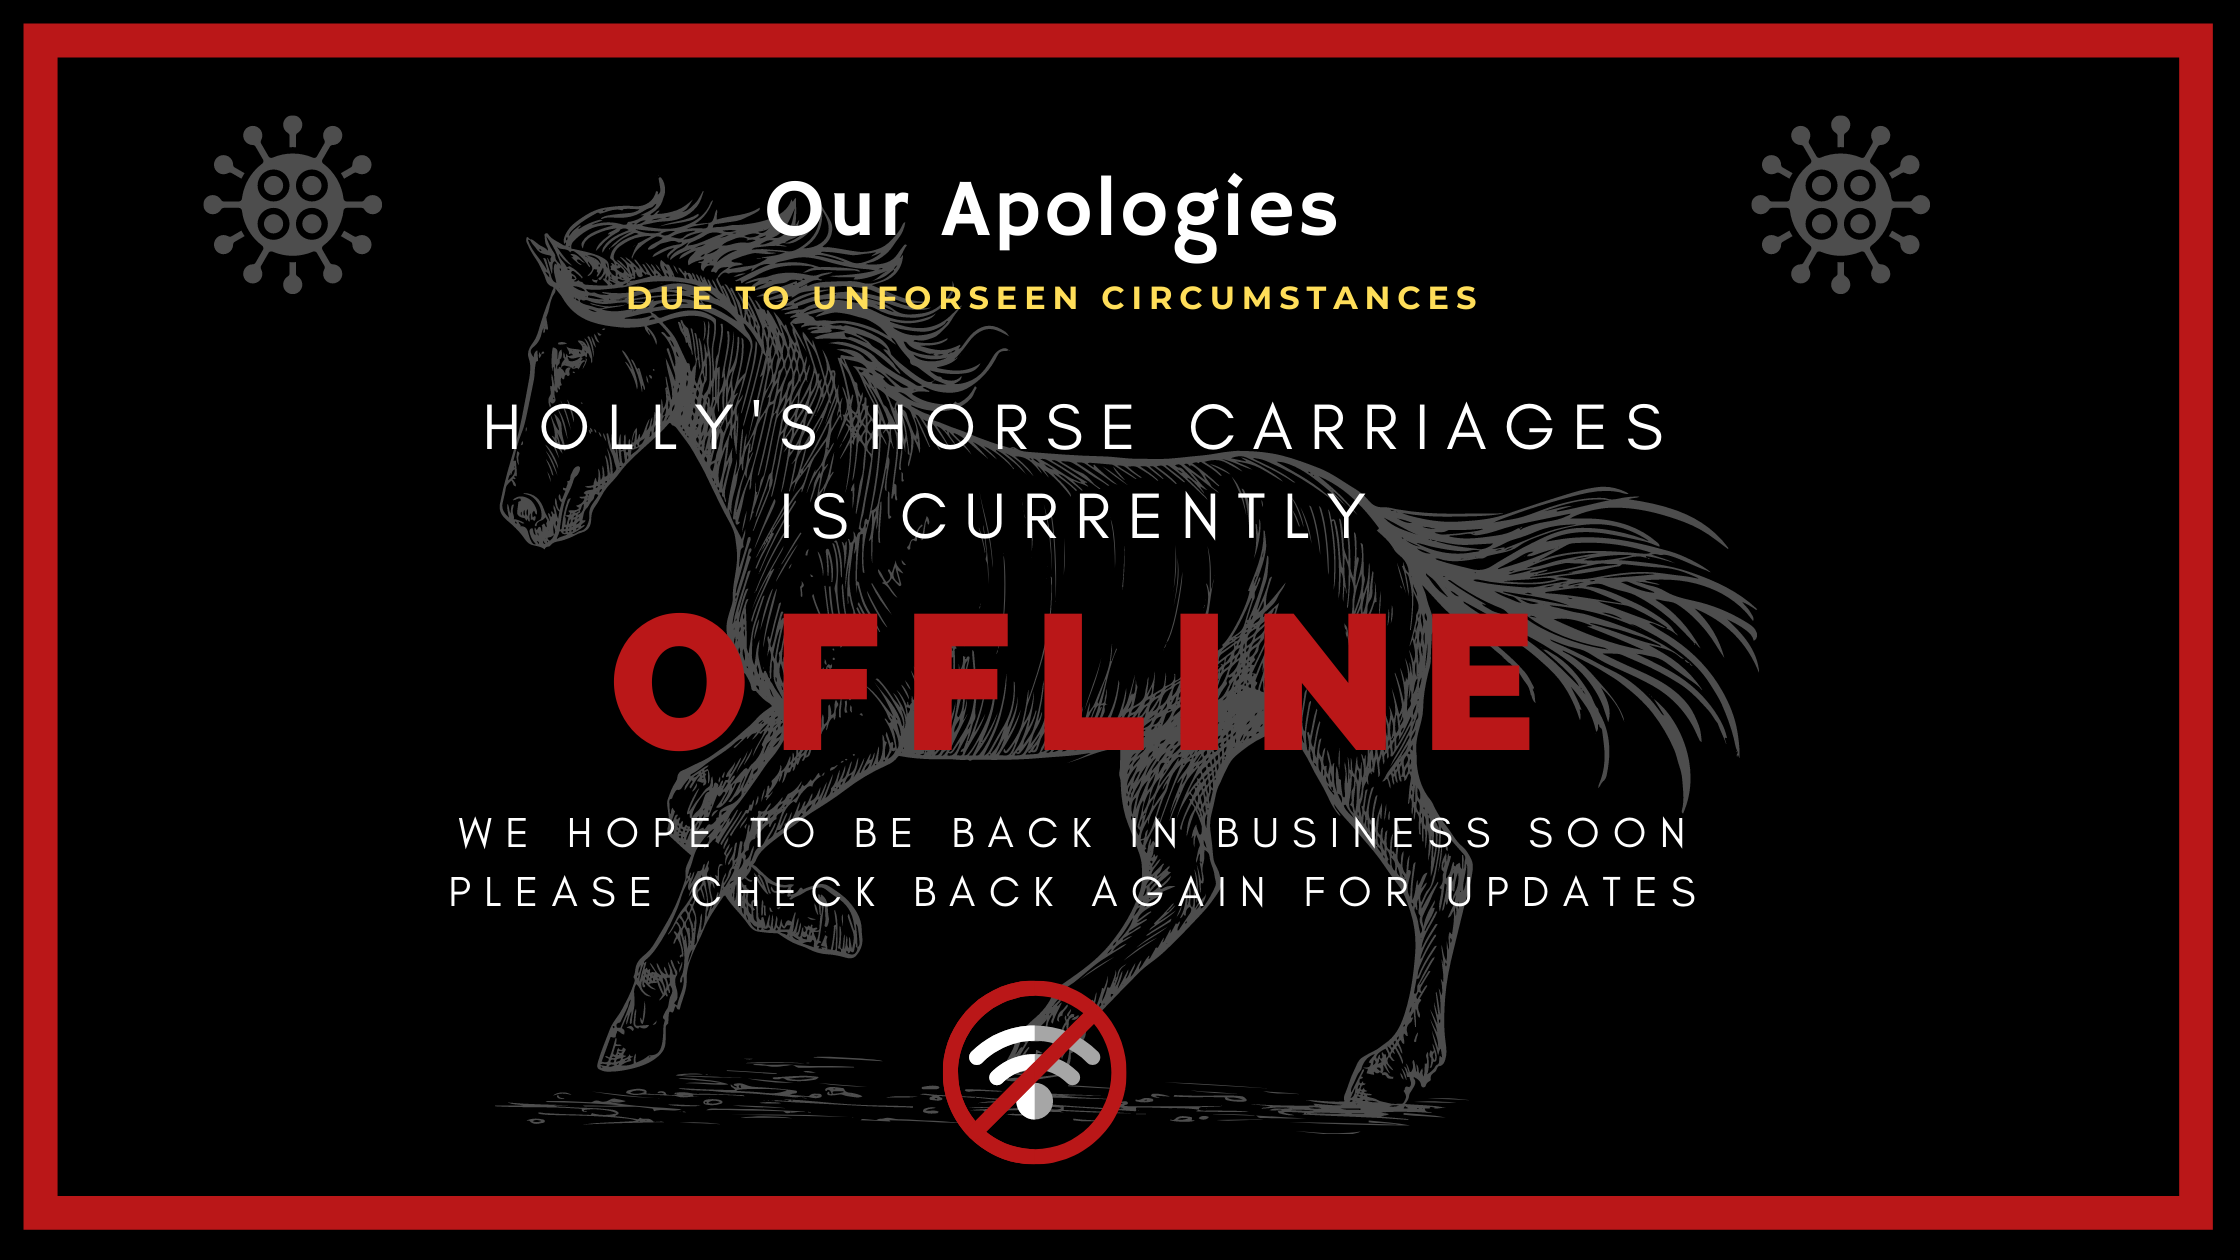 Our Apologies
DUE TO UNFORSEEN CIRCUMSTANCES
HOLLY'S HORSE CARRIAGES
IS CURRENTLY
OFFLINE
WE HOPE TO BE BACK IN BUSINESS SOON
PLEASE CHECK BACK AGAIN FOR UPDATES